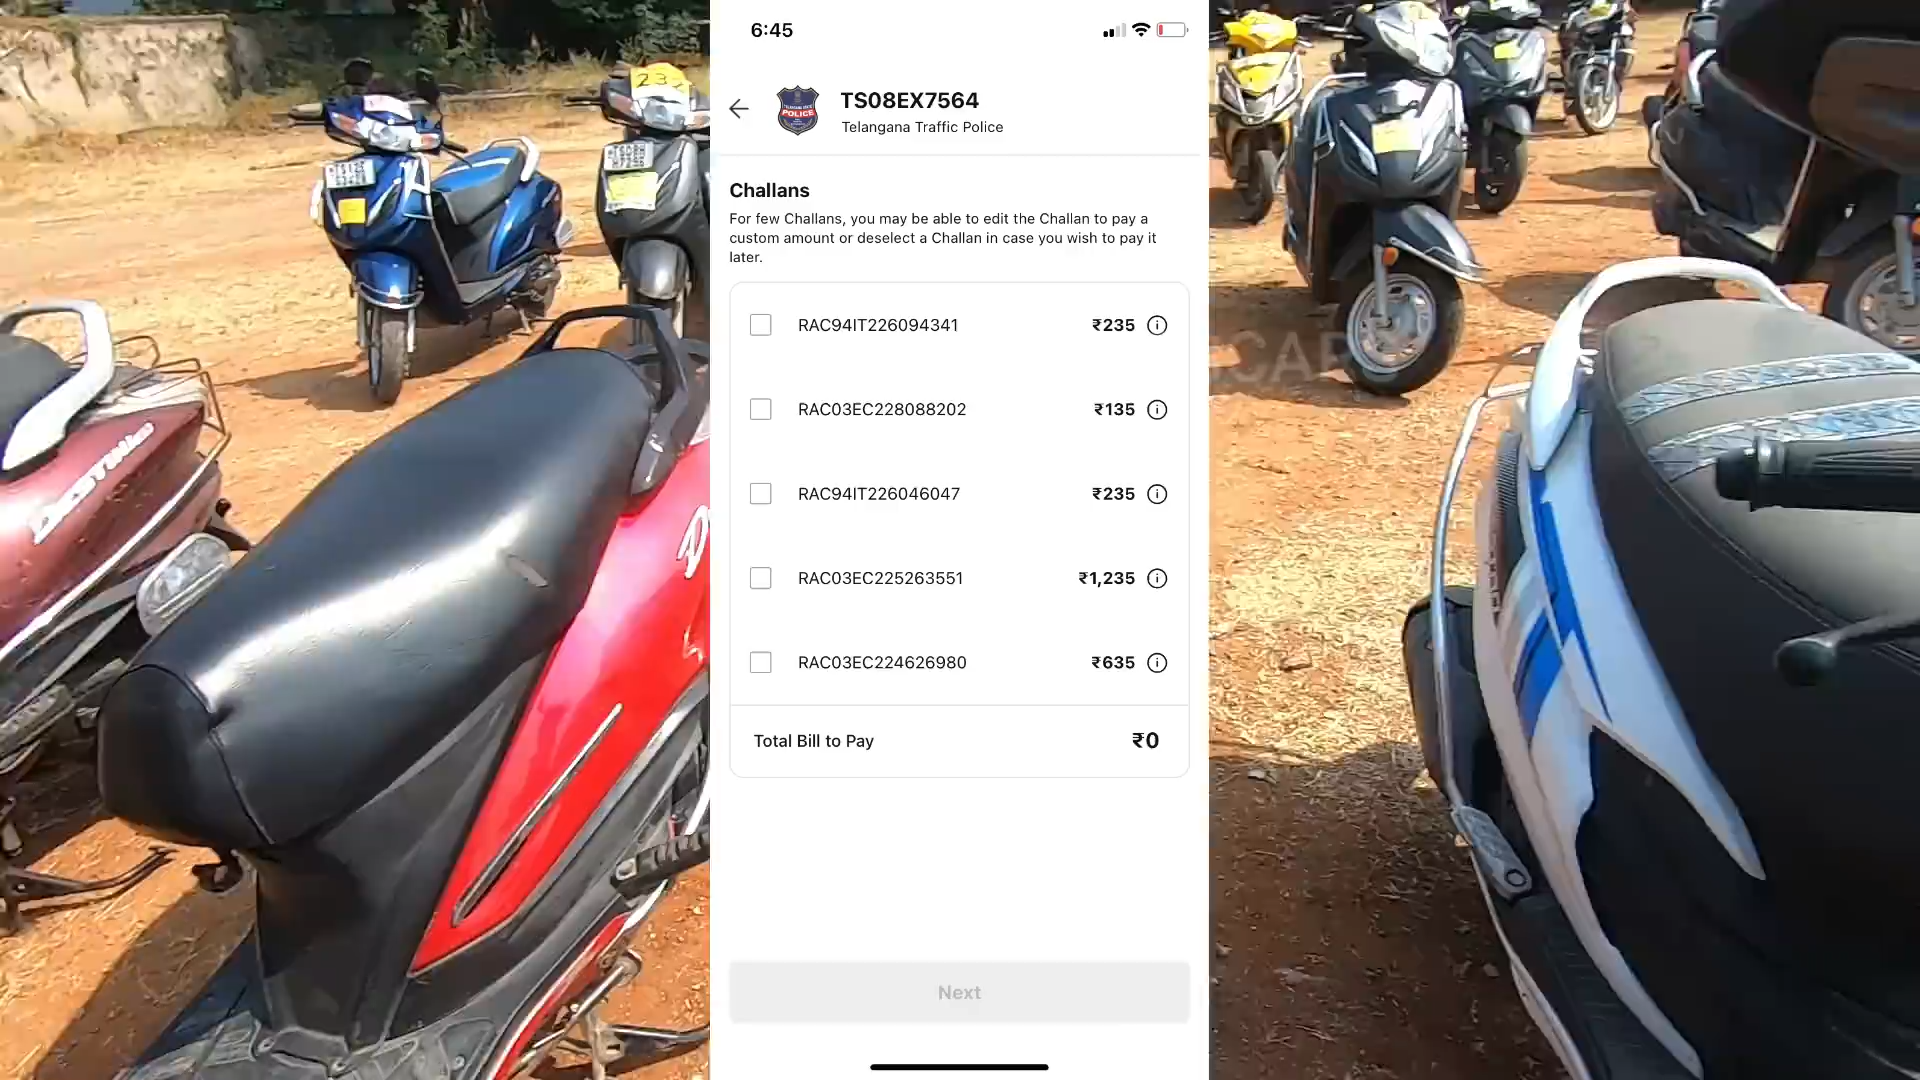 6:45
TS08EX7564
Telangana Traffic Police
POLICE
Challans
For few Challans, you may be able to edit the Challan to pay a
custom amount or deselect a Challan in case you wish to pay it
later.
RAC94IT226094341 ₹235
RAC03EC228088202 ₹135
RAC94IT226046047 ₹235
RAC03EC225263551 ₹1,235
RAC03EC224626980 ₹635
Total Bill to Pay ₹0
Next
DESTINI